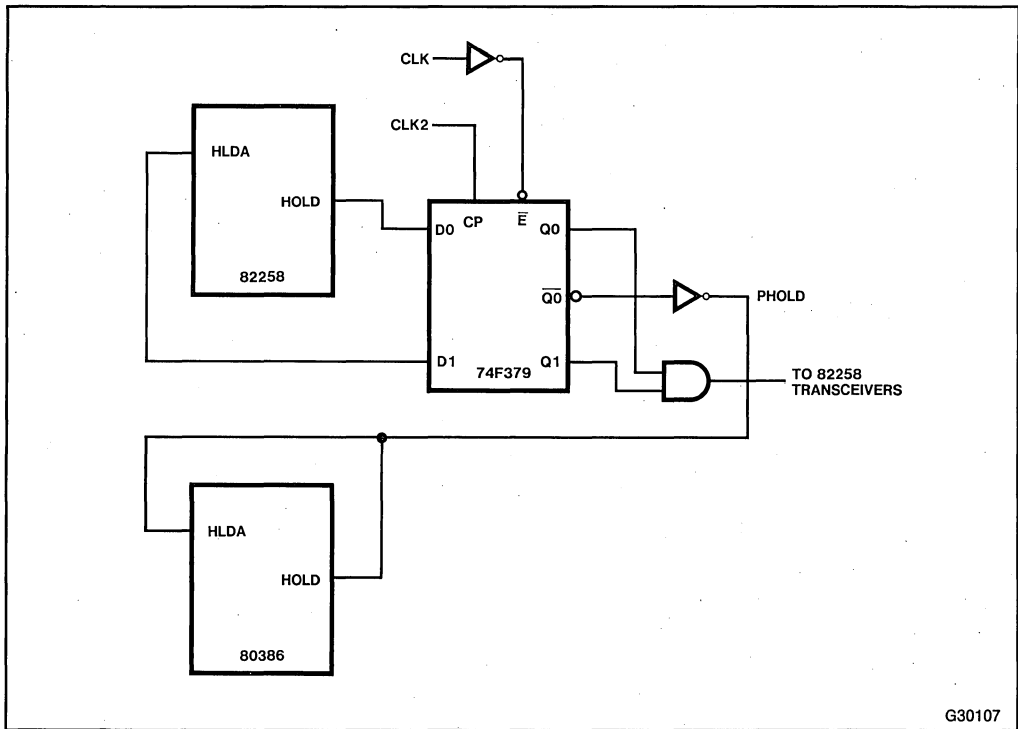 CLK
CLK2
HLDA
HOLD
82258
CP
E
D0
Q0
Q0
PHOLD
D1
74F379
Q1
TO 82258
TRANSCEIVERS
HLDA
HOLD
80386
G30107